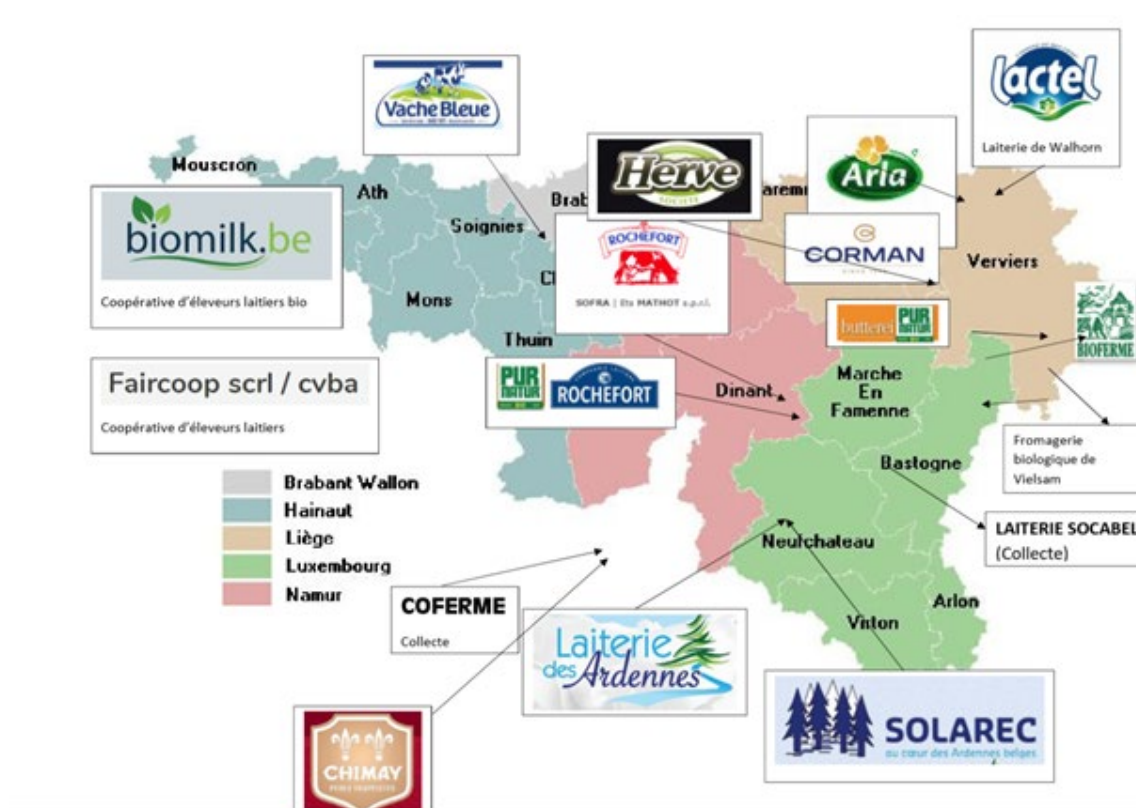 Vache Bleue
lactel
Laiterie de Walhorn
Mouscron
Herve
SOCIÉTÉ
Arla
Ath
Soignies
biomilk.be
Coopérative d'éleveurs laitiers bio
ROCHEFORT
SOFRA | Ets MATHOT s.p.r.l.
CORMAN
Verviers
Mons
butterei PUR NATUR
BIOFERME
Thuin
Faircoop scrl / cvba
Coopérative d'éleveurs laitiers
PUR NATUR
ROCHEFORT
Dinant
Marche
En
Famenne
Fromagerie
biologique de
Vielsam
Bastogne
Brabant Wallon
Hainaut
Liège
Luxembourg
Namur
LAITERIE SOCABEL
(Collecte)
Neufchateau
COFERME
Collecte
Arlon
Virton
Laiterie
des Ardennes
SOLAREC
au cœur des Ardennes belges
CHIMAY